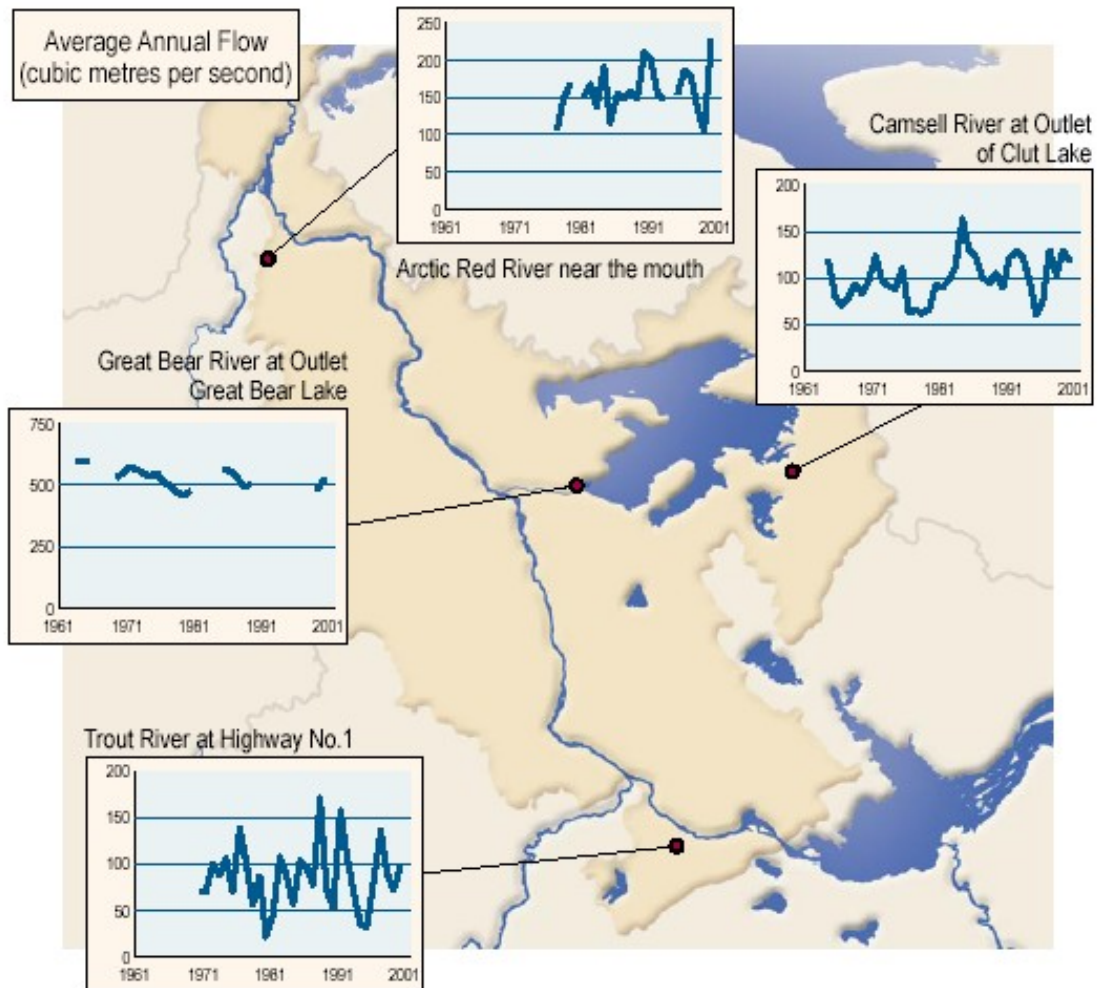 Average Annual Flow
(cubic metres per second)
250
200
150
100
50
0
1961 1971 1981 1991 2001
Arctic Red River near the mouth
Camsell River at Outlet
of Clut Lake
200
150
100
50
0
1961 1971 1981 1991 2001
Great Bear River at Outlet
Great Bear Lake
750
500
250
0
1961 1971 1981 1991 2001
Trout River at Highway No.1
200
150
100
50
0
1961 1971 1981 1991 2001